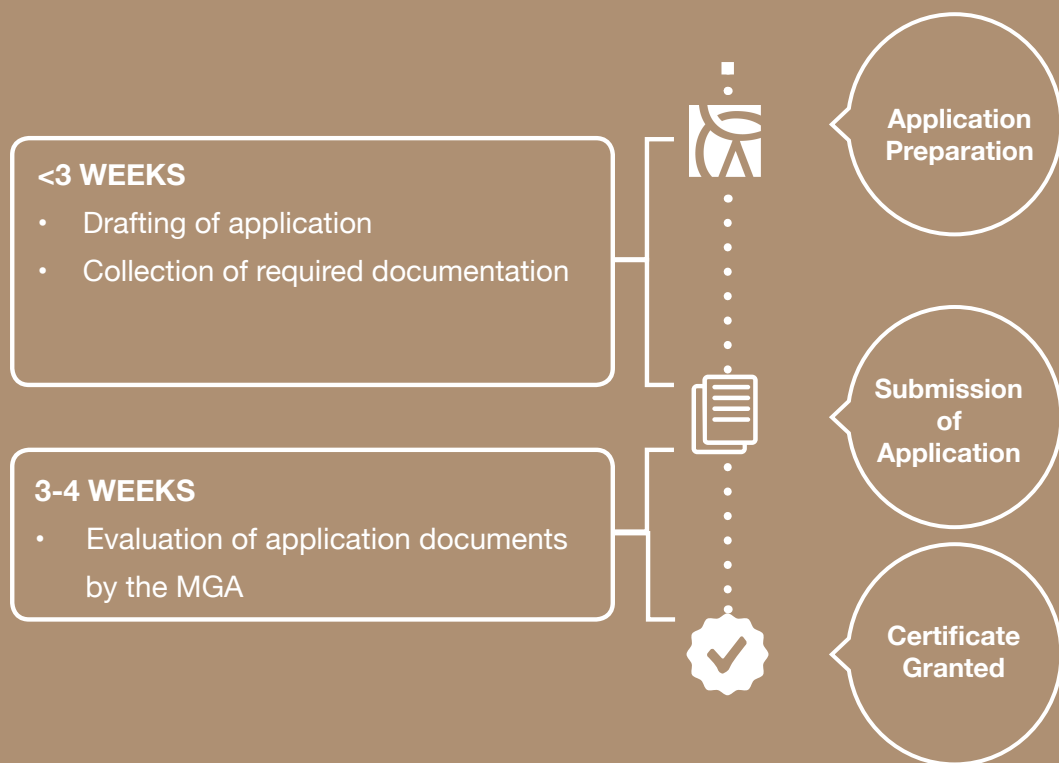 Application
Preparation
<3 WEEKS
• Drafting of application
• Collection of required documentation
Submission
of
Application
3-4 WEEKS
• Evaluation of application documents
by the MGA
Certificate
Granted